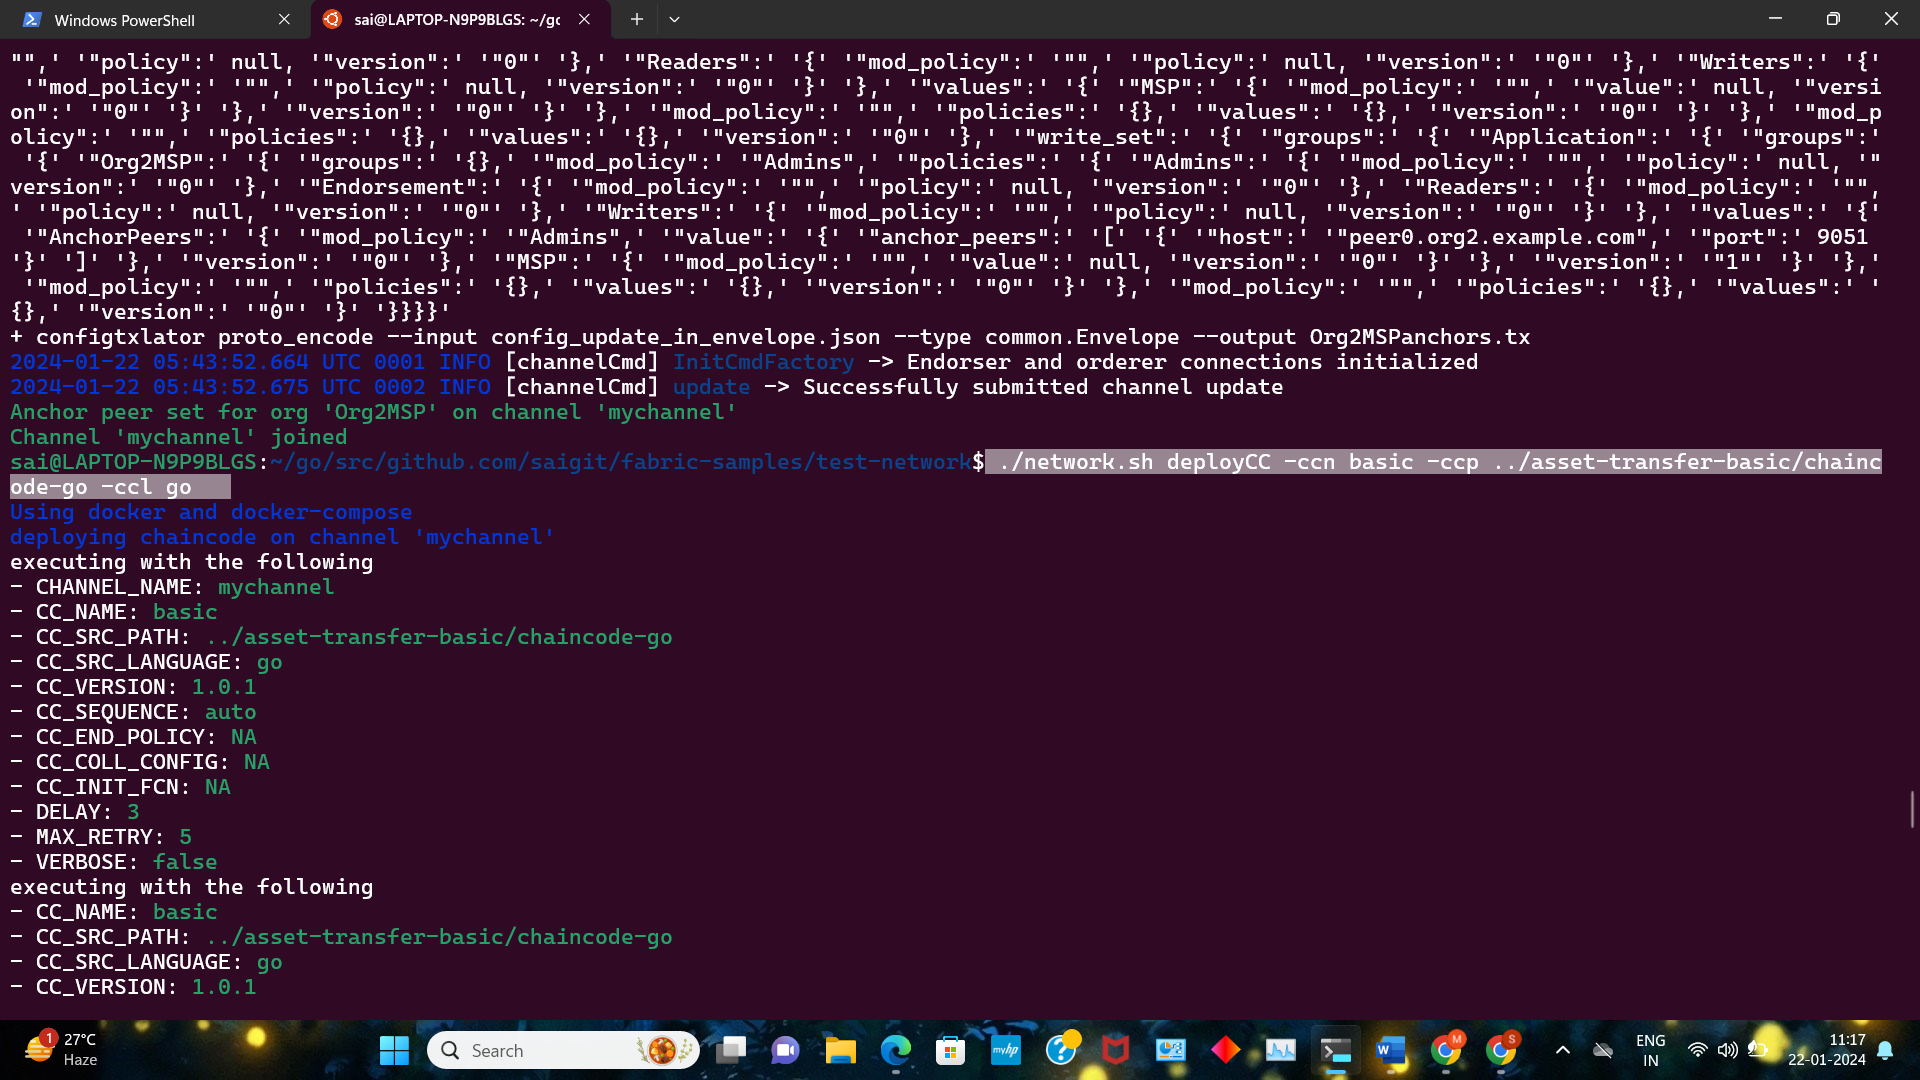 Windows PowerShell
sai@LAPTOP-N9P9BLGS: ~/go
"",' '"policy":' null, '"version":' '"0"' '},' '"Readers":' '{' '"mod_policy":' '"",' '"policy":' null, '"version":' '"0"' '},' '"Writers":' '{'
'"mod_policy":' '"",' '"policy":' null, '"version":' '"0"' '}' '},' '"values":' '{' '"MSP":' '{' '"mod_policy":' '"",' '"value":' null, '"versi
on":' '"0"' '}' '},' '"version":' '"0"' '}' '},' '"mod_policy":' '"",' '"policies":' '{},' '"values":' '{},' '"version":' '"0"' '}' '},' '"mod_p
olicy":' '"",' '"policies":' '{},' '"values":' '{},' '"version":' '"0"' '},' '"write_set":' '{' '"groups":' '{' '"Application":' '{' '"groups":'
'{' '"Org2MSP":' '{' '"groups":' '{},' '"mod_policy":' '"Admins",' '"policies":' '{' '"Admins":' '{' '"mod_policy":' '"",' '"policy":' null, '"
version":' '"0"' '},' '"Endorsement":' '{' '"mod_policy":' '"",' '"policy":' null, '"version":' '"0"' '},' '"Readers":' '{' '"mod_policy":' '"",
' '"policy":' null, '"version":' '"0"' '},' '"Writers":' '{' '"mod_policy":' '"",' '"policy":' null, '"version":' '"0"' '}' '},' '"values":' '{'
'"AnchorPeers":' '{' '"mod_policy":' '"Admins",' '"value":' '{' '"anchor_peers":' '[' '{' '"host":' '"peer0.org2.example.com",' '"port":' 9051
'}' ']' '},' '"version":' '"0"' '},' '"MSP":' '{' '"mod_policy":' '"",' '"value":' null, '"version":' '"0"' '}' '},' '"version":' '"1"' '}' '},'
'"mod_policy":' '"",' '"policies":' '{},' '"values":' '{},' '"version":' '"0"' '}' '},' '"mod_policy":' '"",' '"policies":' '{},' '"values":' '
{},' '"version":' '"0"' '}' '}}}}'
+ configtxlator proto_encode --input config_update_in_envelope.json --type common.Envelope --output Org2MSPanchors.tx
2024-01-22 05:43:52.664 UTC 0001 INFO [channelCmd] InitCmdFactory -> Endorser and orderer connections initialized
2024-01-22 05:43:52.675 UTC 0002 INFO [channelCmd] update -> Successfully submitted channel update
Anchor peer set for org 'Org2MSP' on channel 'mychannel'
Channel 'mychannel' joined
sai@LAPTOP-N9P9BLGS:~/go/src/github.com/saigit/fabric-samples/test-network$ ./network.sh deployCC -ccn basic -ccp ../asset-transfer-basic/chainc
ode-go -ccl go
Using docker and docker-compose
deploying chaincode on channel 'mychannel'
executing with the following
- CHANNEL_NAME: mychannel
- CC_NAME: basic
- CC_SRC_PATH: ../asset-transfer-basic/chaincode-go
- CC_SRC_LANGUAGE: go
- CC_VERSION: 1.0.1
- CC_SEQUENCE: auto
- CC_END_POLICY: NA
- CC_COLL_CONFIG: NA
- CC_INIT_FCN: NA
- DELAY: 3
- MAX_RETRY: 5
- VERBOSE: false
executing with the following
- CC_NAME: basic
- CC_SRC_PATH: ../asset-transfer-basic/chaincode-go
- CC_SRC_LANGUAGE: go
- CC_VERSION: 1.0.1
1
27°C
Haze
Search
myhp
W
M
S
ENG
IN
11:17
22-01-2024